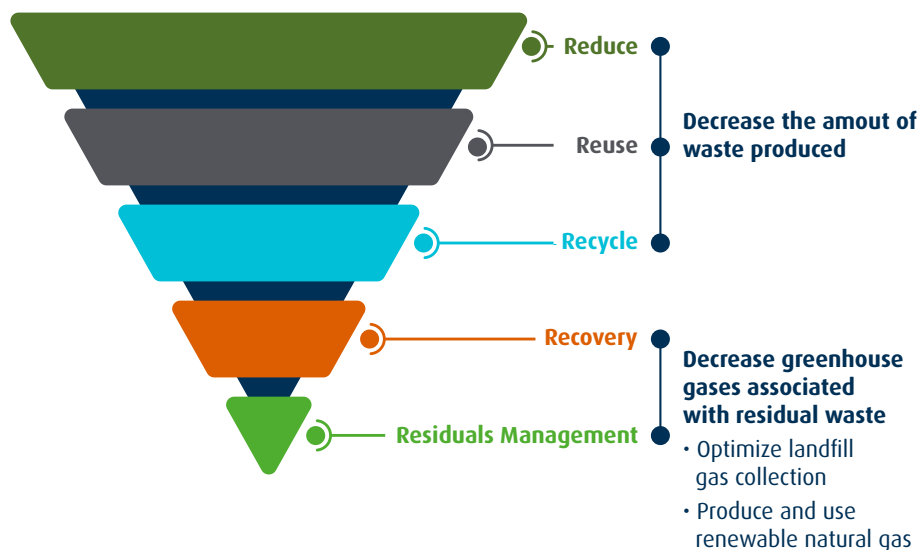 Reduce
Reuse
Recycle
Decrease the amout of
waste produced
Recovery
Residuals Management
Decrease greenhouse
gases associated
with residual waste
• Optimize landfill
gas collection
• Produce and use
renewable natural gas